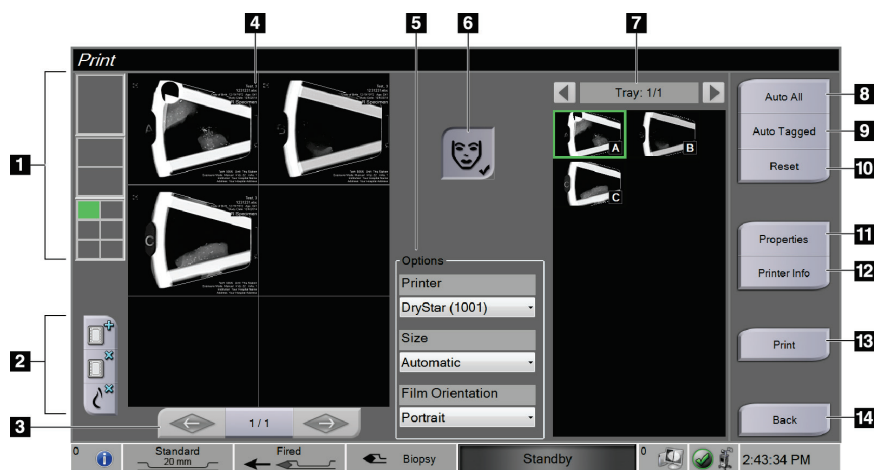 4
5
6
7
Print
Tray: 1/1
Auto All
8
Auto Tagged
9
A
B
Reset
10
1
C
C
Properties
11
Options
Printer
Printer Info
12
DryStar (1001)
Size
2
Automatic
Print
13
Film Orientation
Portrait
3
1 / 1
Back
14
0
Standard
20 mm
Fired
Biopsy
Standby
0
2:43:34 PM